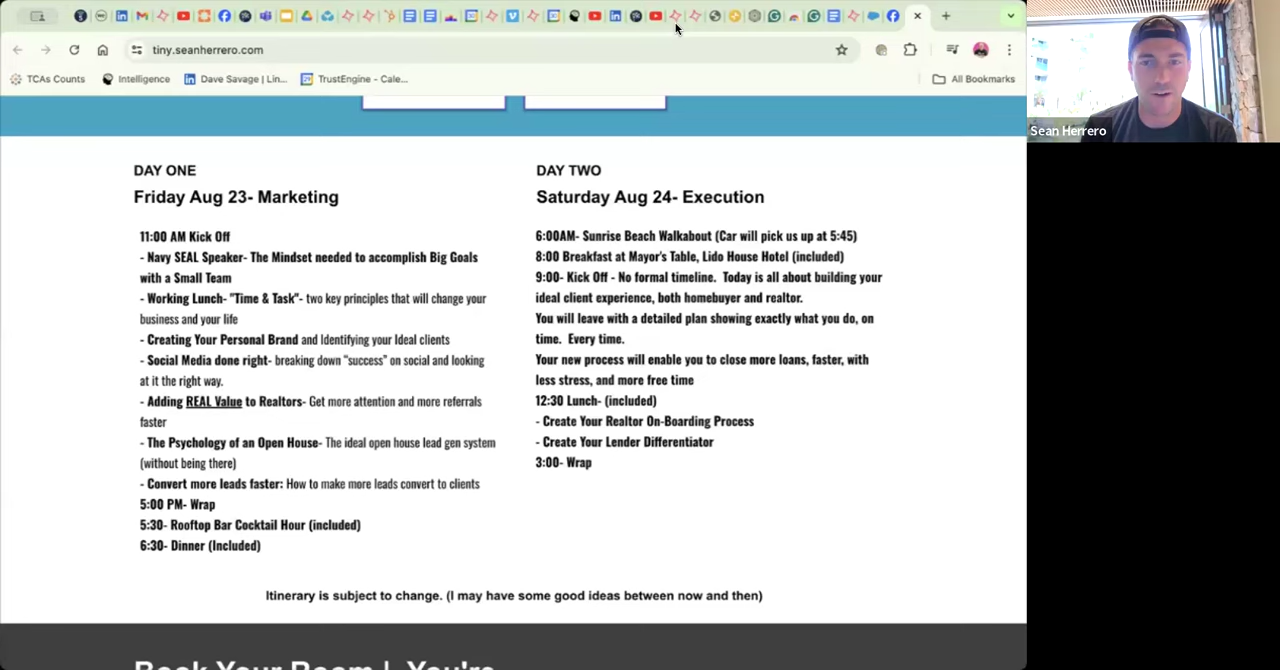 tiny.seanherrero.com
TCAs Counts
Intelligence
Dave Savage | Lin...
TrustEngine - Cale...
All Bookmarks
Sean Herrero
DAY ONE
Friday Aug 23- Marketing
11:00 AM Kick Off
- Navy SEAL Speaker- The Mindset needed to accomplish Big Goals
with a Small Team
- Working Lunch- "Time & Task"- two key principles that will change your
business and your life
- Creating Your Personal Brand and Identifying your Ideal clients
- Social Media done right- breaking down “success” on social and looking
at it the right way.
- Adding REAL Value to Realtors- Get more attention and more referrals
faster
- The Psychology of an Open House- The ideal open house lead gen system
(without being there)
- Convert more leads faster: How to make more leads convert to clients
5:00 PM- Wrap
5:30- Rooftop Bar Cocktail Hour (included)
6:30- Dinner (Included)
DAY TWO
Saturday Aug 24- Execution
6:00AM- Sunrise Beach Walkabout (Car will pick us up at 5:45)
8:00 Breakfast at Mayor's Table, Lido House Hotel (included)
9:00- Kick Off - No formal timeline. Today is all about building your
ideal client experience, both homebuyer and realtor.
You will leave with a detailed plan showing exactly what you do, on
time. Every time.
Your new process will enable you to close more loans, faster, with
less stress, and more free time
12:30 Lunch- (included)
- Create Your Realtor On-Boarding Process
- Create Your Lender Differentiator
3:00- Wrap
Itinerary is subject to change. (I may have some good ideas between now and then)
Book Your Room | You're